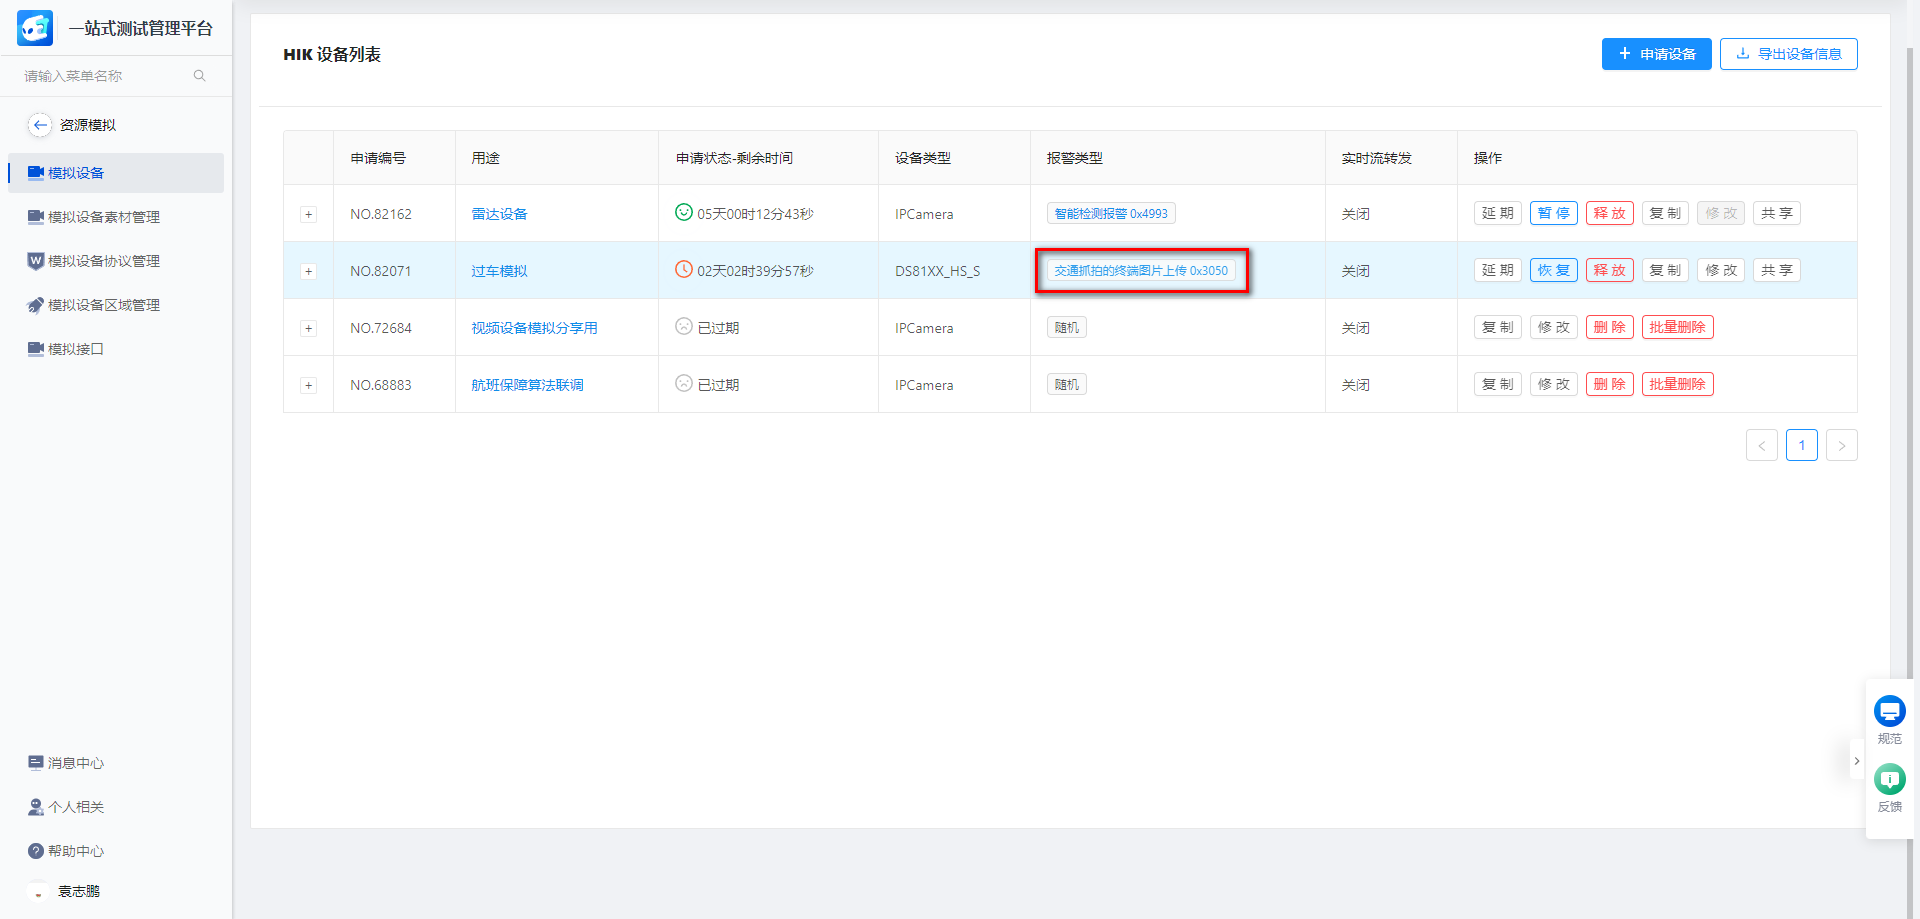 一站式测试管理平台
请输入菜单名称
资源模拟
模拟设备
模拟设备素材管理
模拟设备协议管理
模拟设备区域管理
模拟接口
消息中心
个人相关
帮助中心
袁志鹏
HIK 设备列表
+ 申请设备 导出设备信息
申请编号 用途 申请状态-剩余时间 设备类型 报警类型 实时流转发 操作
+ NO.82162 雷达设备 05天00时12分43秒 IPCamera 智能检测报警 0x4993 关闭 延期 暂停 释放 复制 修改 共享
+ NO.82071 过车模拟 02天02时39分57秒 DS81XX_HS_S 交通抓拍的终端图片上传 0x3050 关闭 延期 恢复 释放 复制 修改 共享
+ NO.72684 视频设备模拟分享用 已过期 IPCamera 随机 关闭 复制 修改 删除 批量删除
+ NO.68883 航班保障算法联调 已过期 IPCamera 随机 关闭 复制 修改 删除 批量删除
< 1 >
规范
反馈